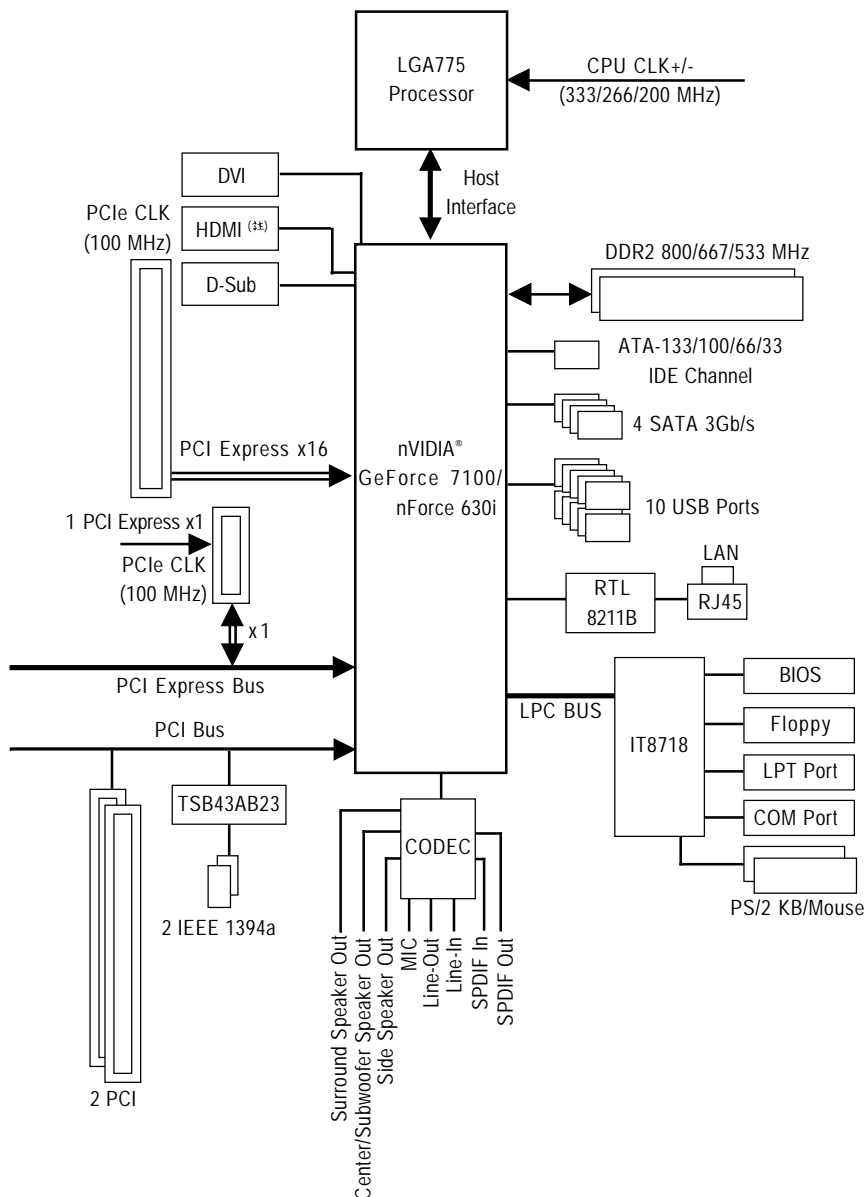 LGA775
Processor
CPU CLK+/-
(333/266/200 MHz)
Host
Interface
DVI
HDMI (註)
D-Sub
PCIe CLK
(100 MHz)
DDR2 800/667/533 MHz
ATA-133/100/66/33
IDE Channel
4 SATA 3Gb/s
PCI Express x16
nVIDIA®
GeForce 7100/
nForce 630i
10 USB Ports
1 PCI Express x1
PCIe CLK
(100 MHz)
x1
LAN
RTL
8211B
RJ45
PCI Express Bus
LPC BUS
IT8718
BIOS
Floppy
LPT Port
COM Port
PS/2 KB/Mouse
PCI Bus
TSB43AB23
2 IEEE 1394a
2 PCI
CODEC
Surround Speaker Out
Center/Subwoofer Speaker Out
Side Speaker Out
MIC
Line-Out
Line-In
SPDIF In
SPDIF Out